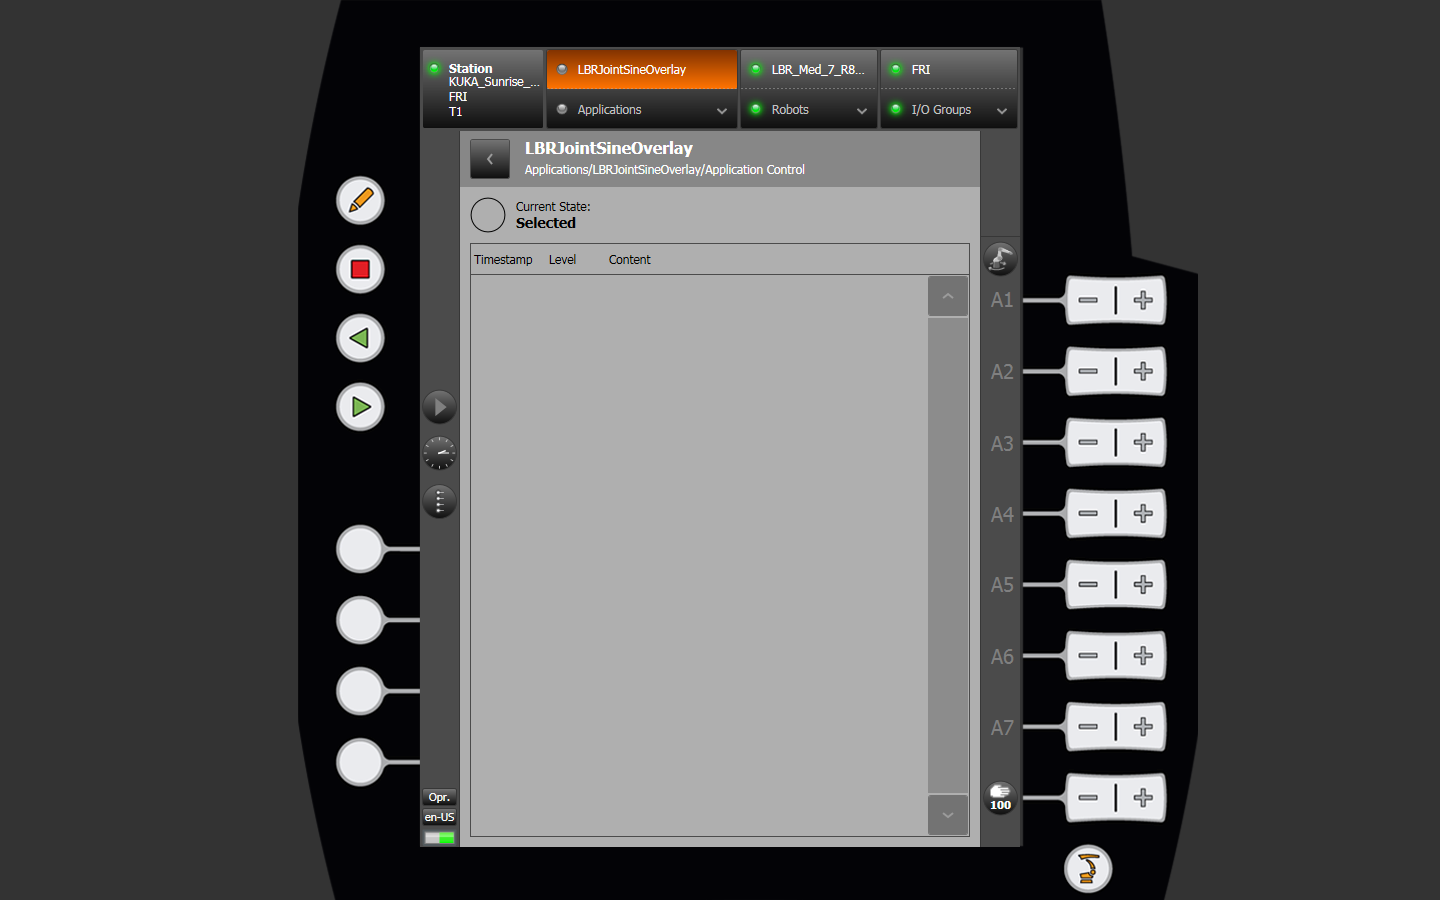 Station
KUKA_Sunrise_...
FRI
T1
LBRJointSineOverlay
Applications
LBR_Med_7_R8...
Robots
FRI
I/O Groups
LBRJointSineOverlay
Applications/LBRJointSineOverlay/Application Control
Current State:
Selected
Timestamp Level Content
A1
A2
A3
A4
A5
A6
A7
100
Opr.
en-US